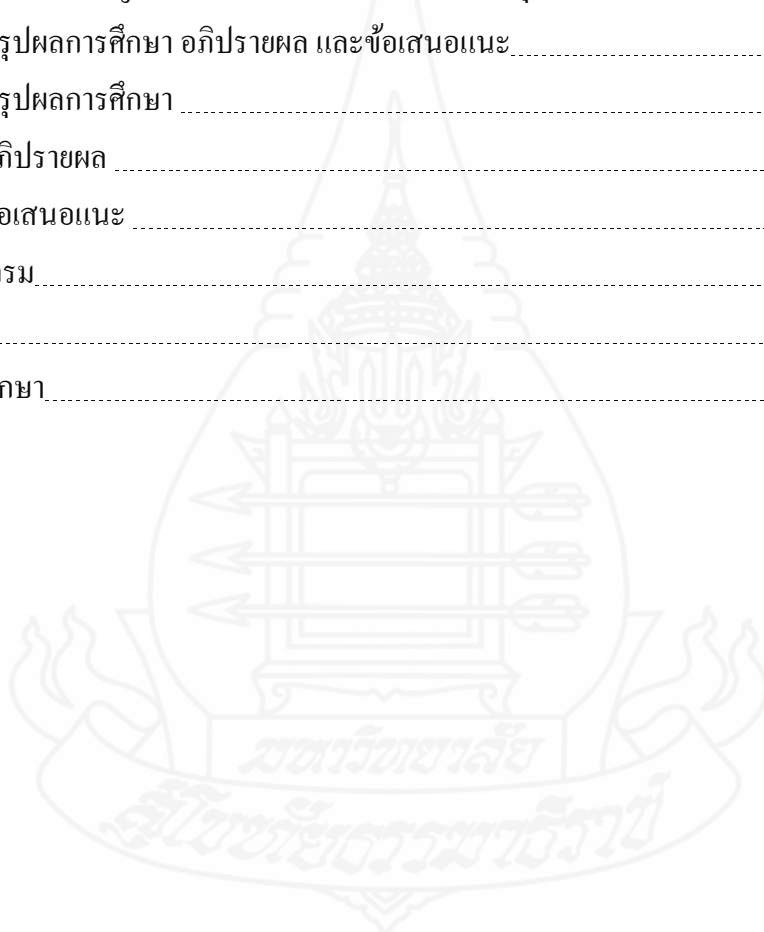 รุปผลการศึกษา อภิปรายผล และข้อเสนอแนะ
รุปผลการศึกษา
ภิปรายผล
อเสนอแนะ
รม
กษา
มหาวิทยาลัย
สุโขทัยธรรมาธิราช